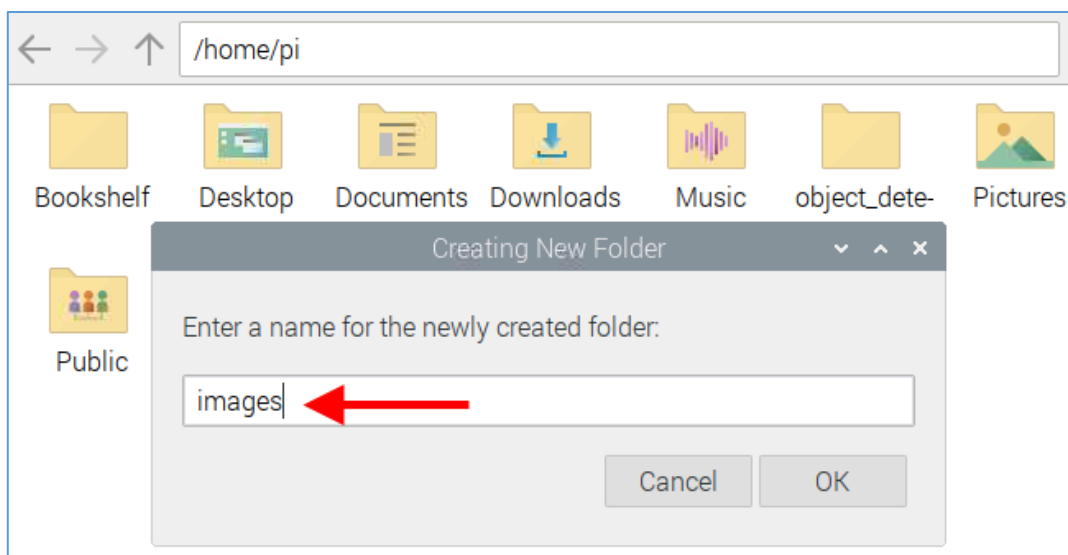 /home/pi
Bookshelf Desktop Documents Downloads Music object_dete- Pictures
Creating New Folder
Enter a name for the newly created folder:
Public
images
Cancel OK